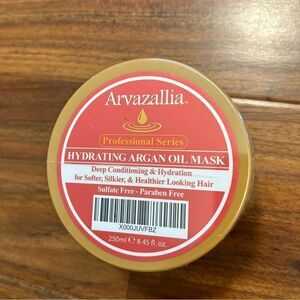 Arvazallia™
Professional Series
HYDRATING ARGAN OIL MASK
Deep Conditioning & Hydration
for Softer, Silkier, & Healthier Looking Hair
Sulfate Free - Paraben Free
X000JUVFBZ
250ml e 8.45 fl. oz.